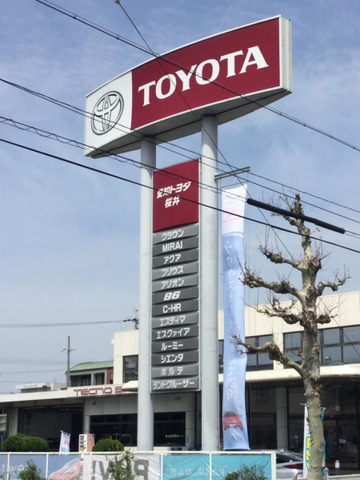 TOYOTA
愛知トヨタ
桜井
クラウン
MIRAI
アクア
プリウス
アリオン
86
C-HR
エスティマ
エスクァイア
ルーミー
シエンタ
ポルテ
ランドクルーザー
TECNO S